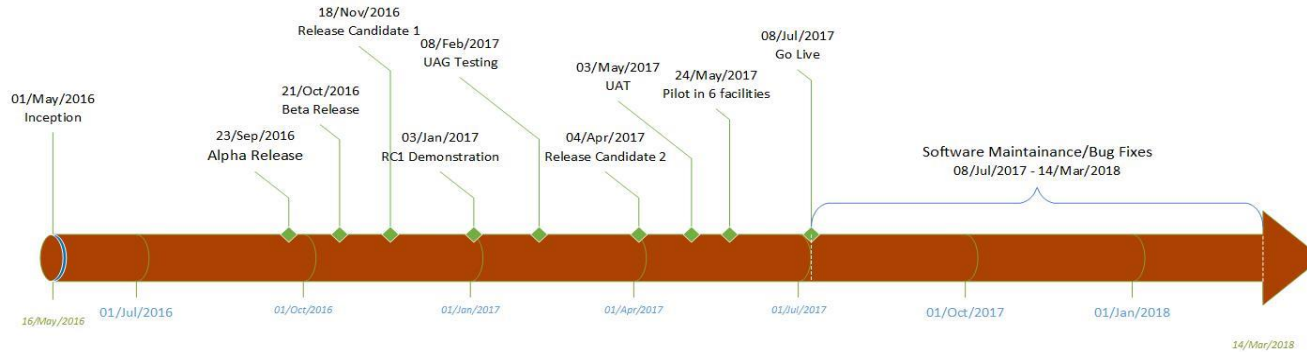 18/Nov/2016
Release Candidate 1
08/Feb/2017
UAG Testing
08/Jul/2017
Go Live
03/May/2017
UAT
24/May/2017
Pilot in 6 facilities
01/May/2016
Inception
21/Oct/2016
Beta Release
23/Sep/2016
Alpha Release
03/Jan/2017
RC1 Demonstration
04/Apr/2017
Release Candidate 2
Software Maintainance/Bug Fixes
08/Jul/2017 - 14/Mar/2018
16/May/2016
01/Jul/2016
01/Oct/2016
01/Jan/2017
01/Apr/2017
01/Jul/2017
01/Oct/2017
01/Jan/2018
14/Mar/2018